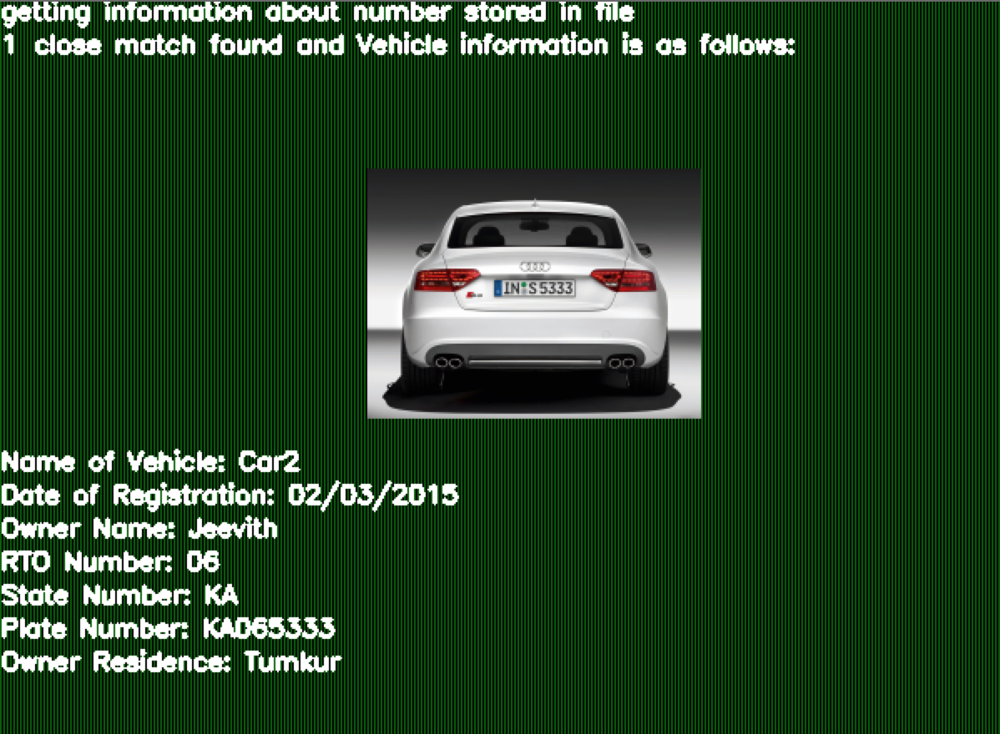 getting information about number stored in file
1 close match found and Vehicle information is as follows:
IN S 5333
Name of Vehicle: Car2
Date of Registration: 02/03/2015
Owner Name: Jeevith
RTO Number: 06
State Number: KA
Plate Number: KA065333
Owner Residence: Tumkur